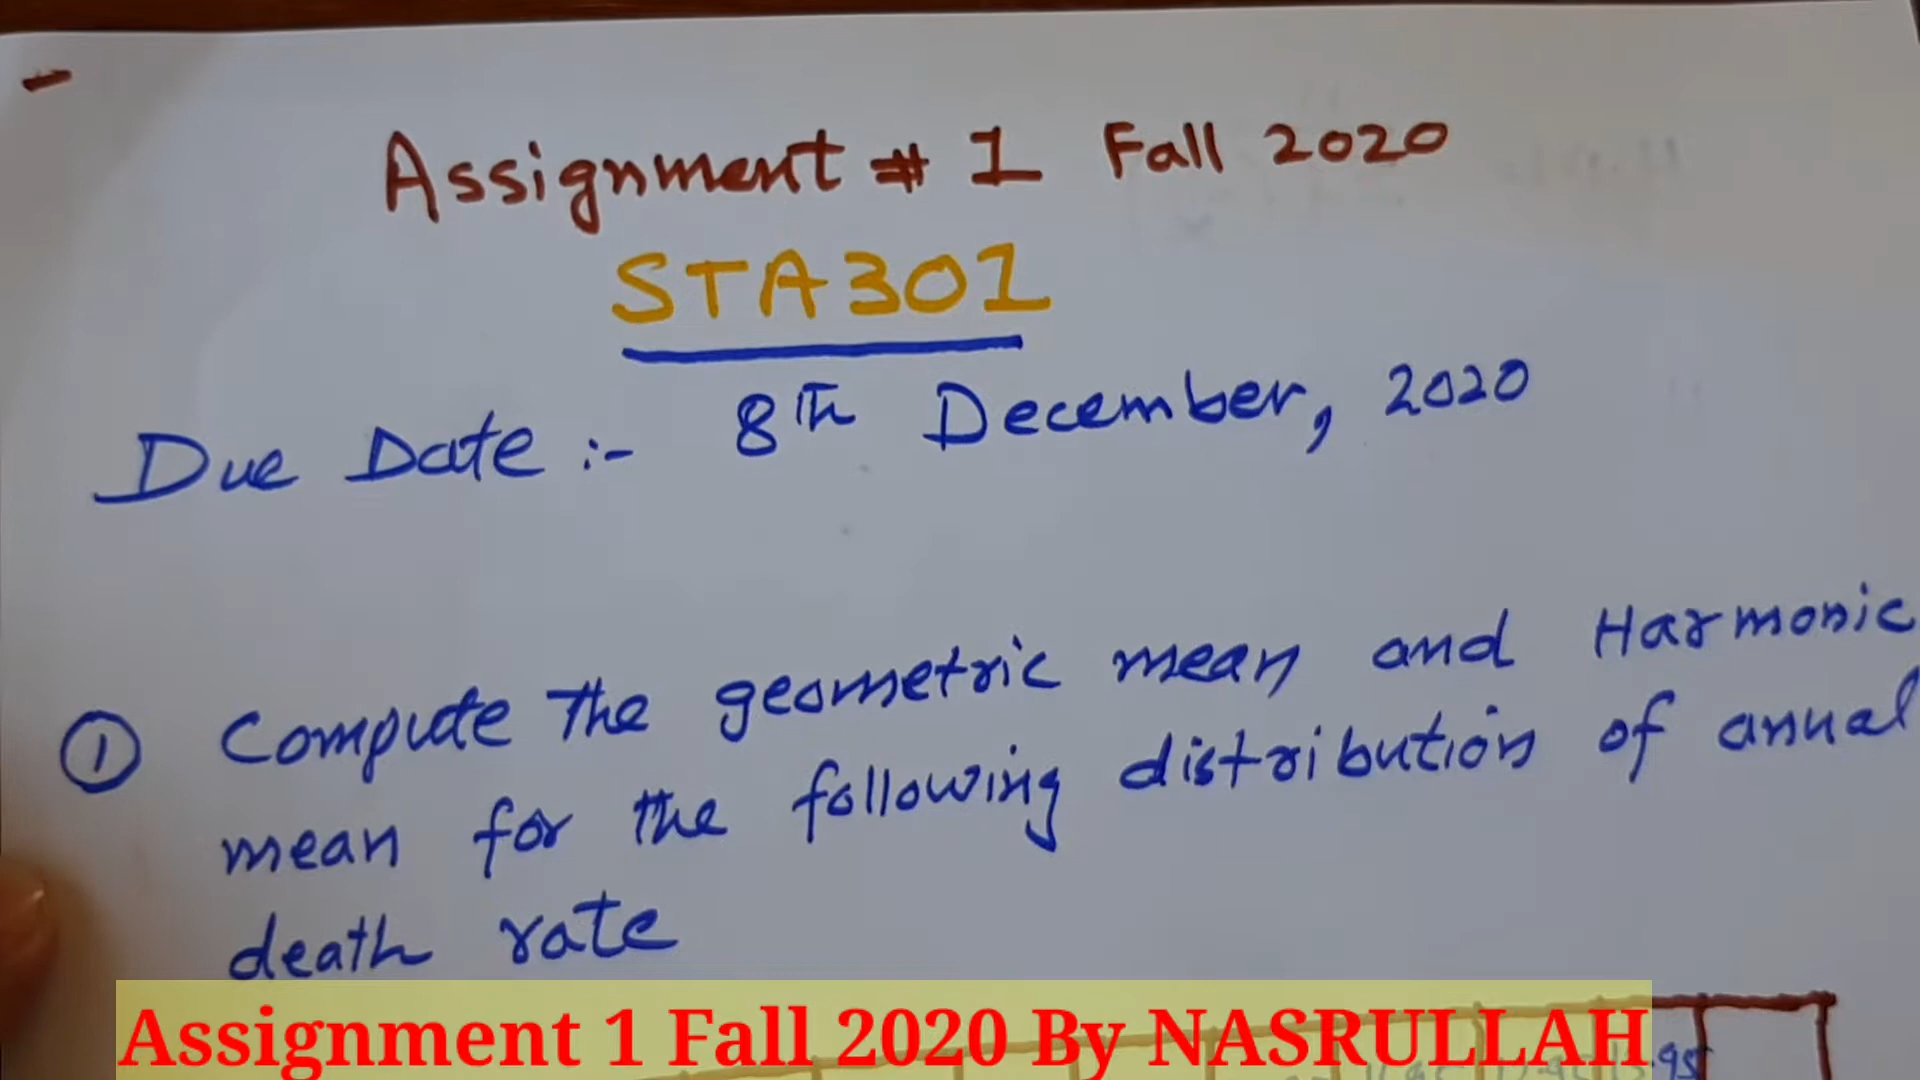 Assignment # 1 Fall 2020
STA301
Due Date :- 8th December, 2020
① Compute the geometric mean and Harmonic
mean for the following distribution of anual
death rate
Assignment 1 Fall 2020 By NASRULLAH